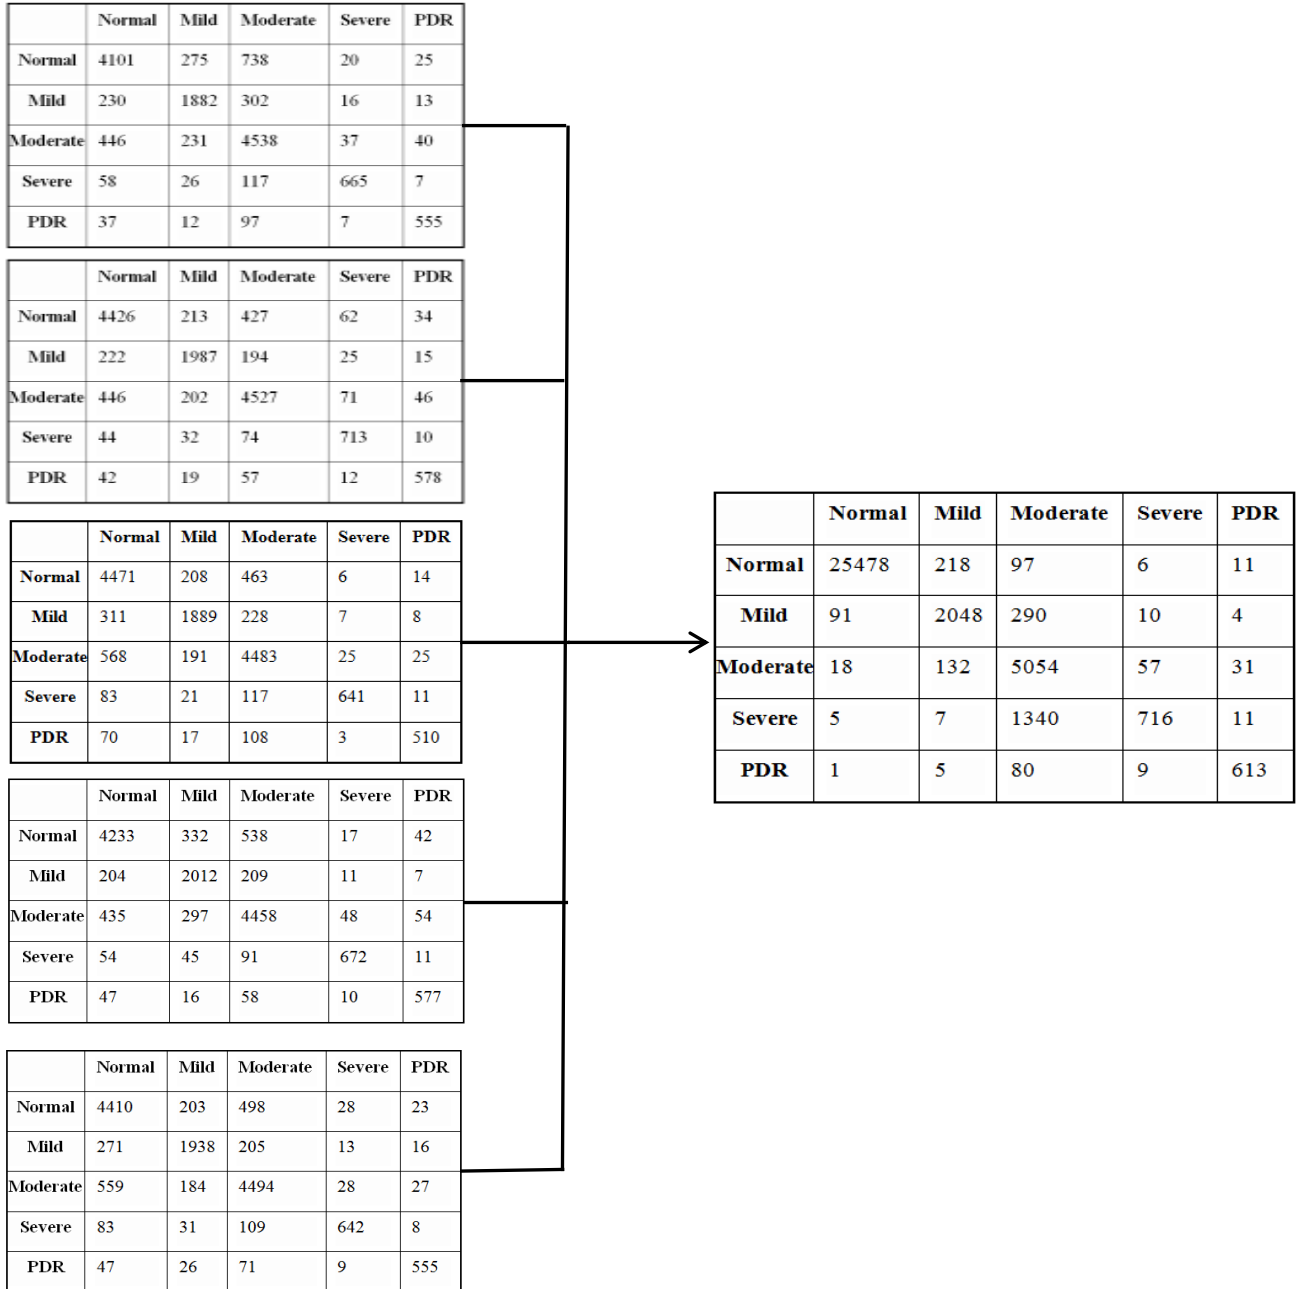 Normal Mild Moderate Severe PDR
Normal 4101 275 738 20 25
Mild 230 1882 302 16 13
Moderate 446 231 4538 37 40
Severe 58 26 117 665 7
PDR 37 12 97 7 555
Normal Mild Moderate Severe PDR
Normal 4426 213 427 62 34
Mild 222 1987 194 25 15
Moderate 446 202 4527 71 46
Severe 44 32 74 713 10
PDR 42 19 57 12 578
Normal Mild Moderate Severe PDR
Normal 4471 208 463 6 14
Mild 311 1889 228 7 8
Moderate 568 191 4483 25 25
Severe 83 21 117 641 11
PDR 70 17 108 3 510
Normal Mild Moderate Severe PDR
Normal 4233 332 538 17 42
Mild 204 2012 209 11 7
Moderate 435 297 4458 48 54
Severe 54 45 91 672 11
PDR 47 16 58 10 577
Normal Mild Moderate Severe PDR
Normal 4410 203 498 28 23
Mild 271 1938 205 13 16
Moderate 559 184 4494 28 27
Severe 83 31 109 642 8
PDR 47 26 71 9 555
Normal Mild Moderate Severe PDR
Normal 25478 218 97 6 11
Mild 91 2048 290 10 4
Moderate 18 132 5054 57 31
Severe 5 7 1340 716 11
PDR 1 5 80 9 613